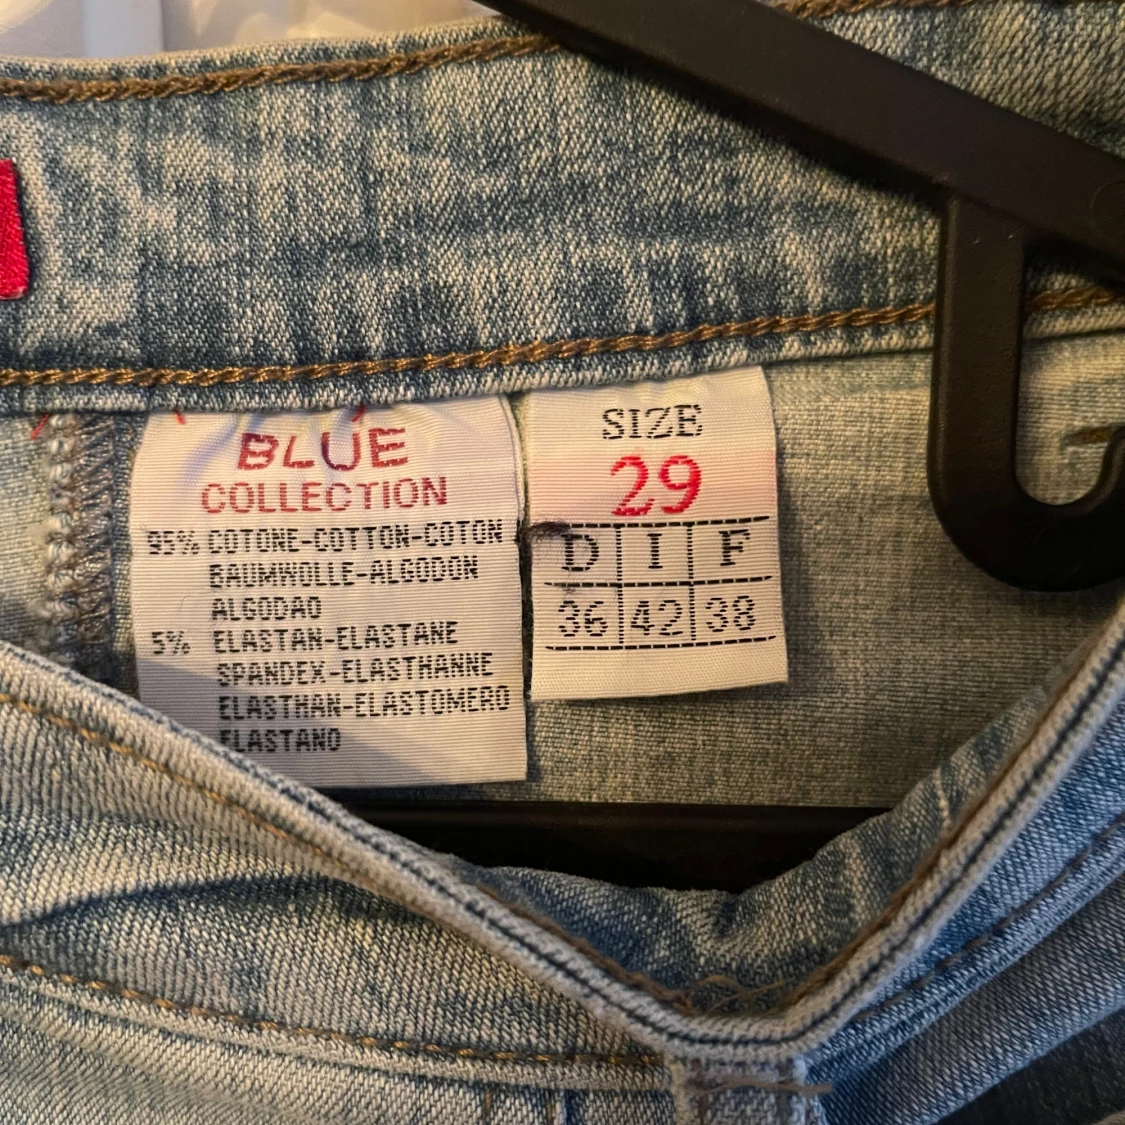 BLUE
COLLECTION
95% COTONE-COTTON-COTON
BAUMWOLLE-ALGODON
ALGODAO
5% ELASTAN-ELASTANE
SPANDEX-ELASTHANNE
ELASTHAN-ELASTOMERO
ELASTANO
SIZE
29
D I F
36 42 38